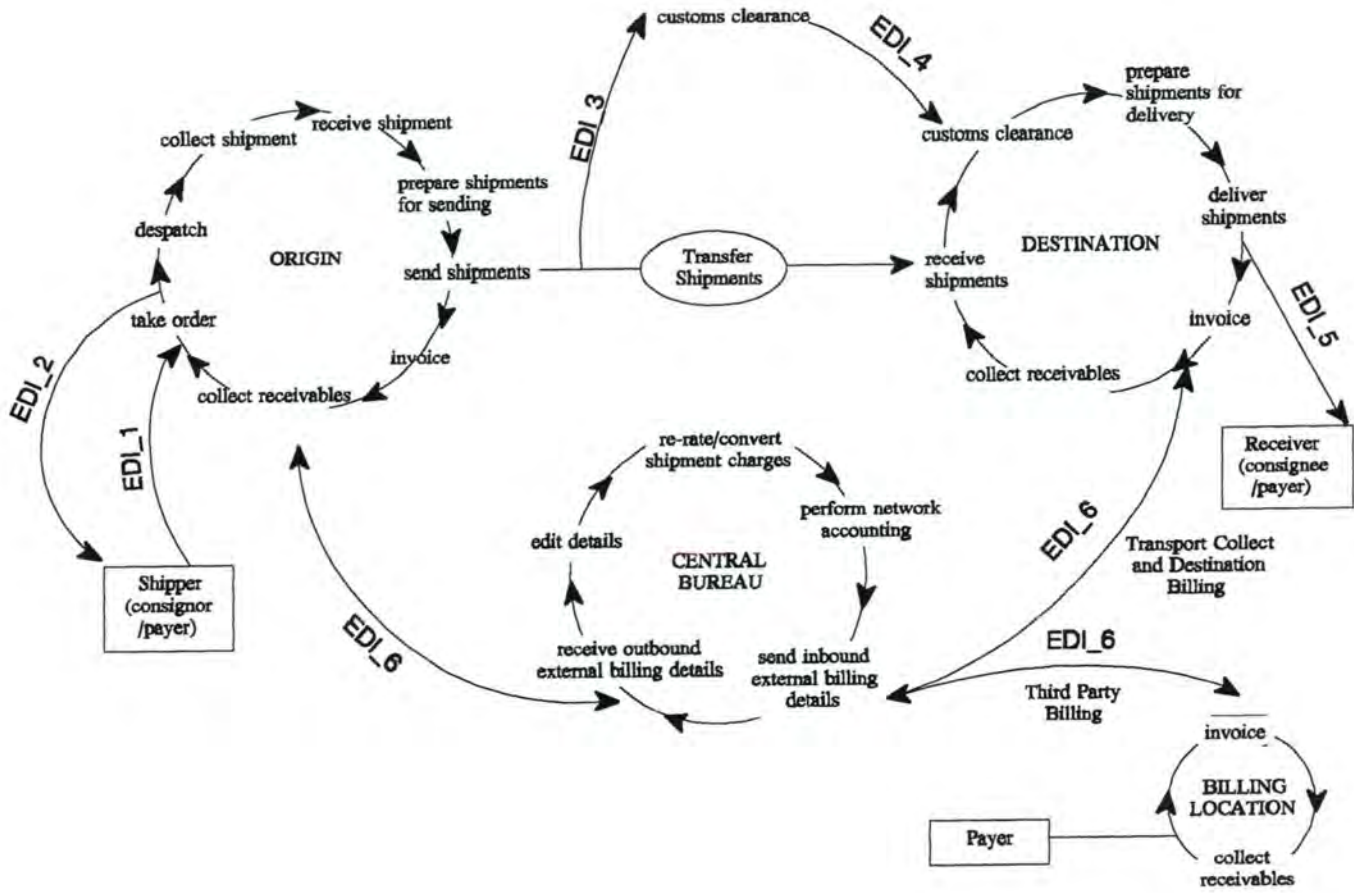 customs clearance
EDI_4
EDI_3
prepare
shipments for
delivery
collect shipment
receive shipment
customs clearance
prepare shipments
for sending
deliver
shipments
despatch
ORIGIN
DESTINATION
send shipments
Transfer
Shipments
receive
shipments
take order
EDI_2
EDI_1
invoice
collect receivables
invoice
EDI_5
collect receivables
Receiver
(consignee
/payer)
re-rate/convert
shipment charges
perform network
accounting
edit details
CENTRAL
BUREAU
EDI_6
Transport Collect
and Destination
Billing
Shipper
(consignor
/payer)
EDI_6
receive outbound
external billing details
send inbound
external billing
details
EDI_6
Third Party
Billing
invoice
BILLING
LOCATION
Payer
collect
receivables